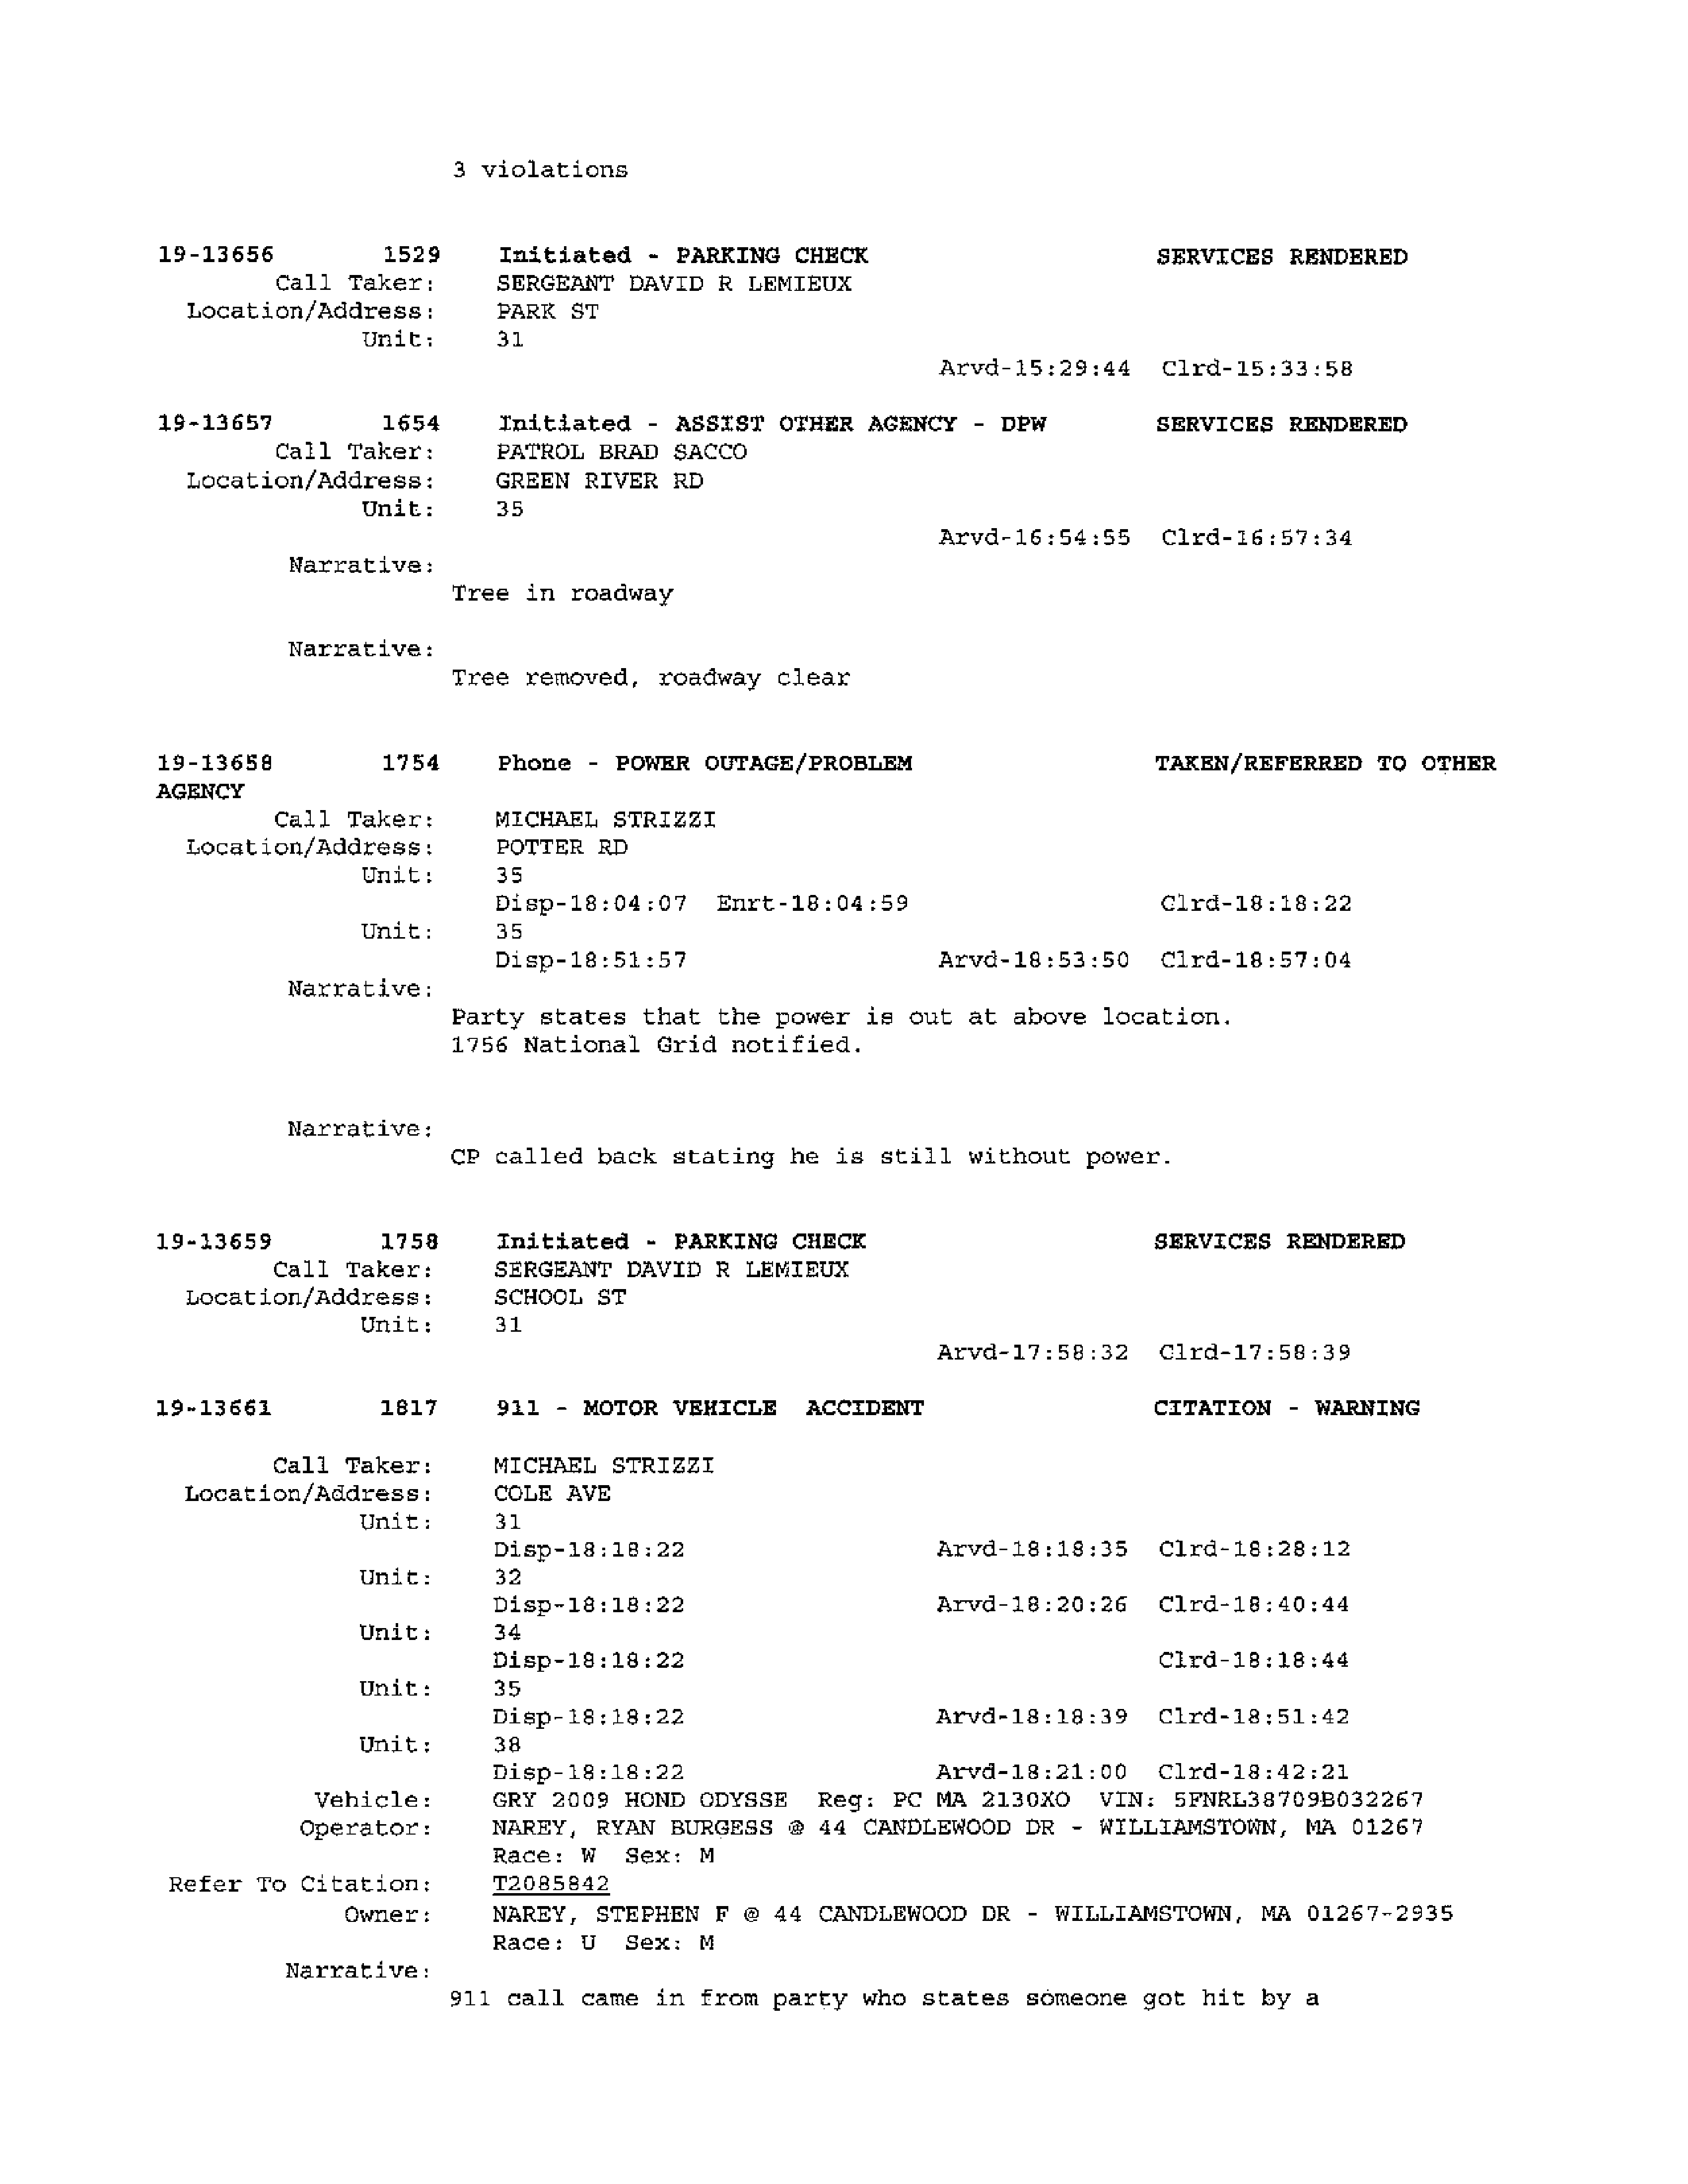 3 violations
19-13656 1529 Initiated - PARKING CHECK SERVICES RENDERED
Call Taker: SERGEANT DAVID R LEMIEUX
Location/Address: PARK ST
Unit: 31
Arvd-15:29:44 Clrd-15:33:58
19-13657 1654 Initiated - ASSIST OTHER AGENCY - DPW SERVICES RENDERED
Call Taker: PATROL BRAD SACCO
Location/Address: GREEN RIVER RD
Unit: 35
Arvd-16:54:55 Clrd-16:57:34
Narrative:
Tree in roadway
Narrative:
Tree removed, roadway clear
19-13658 1754 Phone - POWER OUTAGE/PROBLEM TAKEN/REFERRED TO OTHER
AGENCY
Call Taker: MICHAEL STRIZZI
Location/Address: POTTER RD
Unit: 35
Disp-18:04:07 Enrt-18:04:59 Clrd-18:18:22
Unit: 35
Disp-18:51:57 Arvd-18:53:50 Clrd-18:57:04
Narrative:
Party states that the power is out at above location.
1756 National Grid notified.
Narrative:
CP called back stating he is still without power.
19-13659 1758 Initiated - PARKING CHECK SERVICES RENDERED
Call Taker: SERGEANT DAVID R LEMIEUX
Location/Address: SCHOOL ST
Unit: 31
Arvd-17:58:32 Clrd-17:58:39
19-13661 1817 911 - MOTOR VEHICLE ACCIDENT CITATION - WARNING
Call Taker: MICHAEL STRIZZI
Location/Address: COLE AVE
Unit: 31
Disp-18:18:22 Arvd-18:18:35 Clrd-18:28:12
Unit: 32
Disp-18:18:22 Arvd-18:20:26 Clrd-18:40:44
Unit: 34
Disp-18:18:22 Clrd-18:18:44
Unit: 35
Disp-18:18:22 Arvd-18:18:39 Clrd-18:51:42
Unit: 38
Disp-18:18:22 Arvd-18:21:00 Clrd-18:42:21
Vehicle: GRY 2009 HOND ODYSSE Reg: PC MA 2130XO VIN: 5FNRL38709B032267
Operator: NAREY, RYAN BURGESS @ 44 CANDLEWOOD DR - WILLIAMSTOWN, MA 01267
Race: W Sex: M
Refer To Citation: T2085842
Owner: NAREY, STEPHEN F @ 44 CANDLEWOOD DR - WILLIAMSTOWN, MA 01267-2935
Race: U Sex: M
Narrative:
911 call came in from party who states someone got hit by a